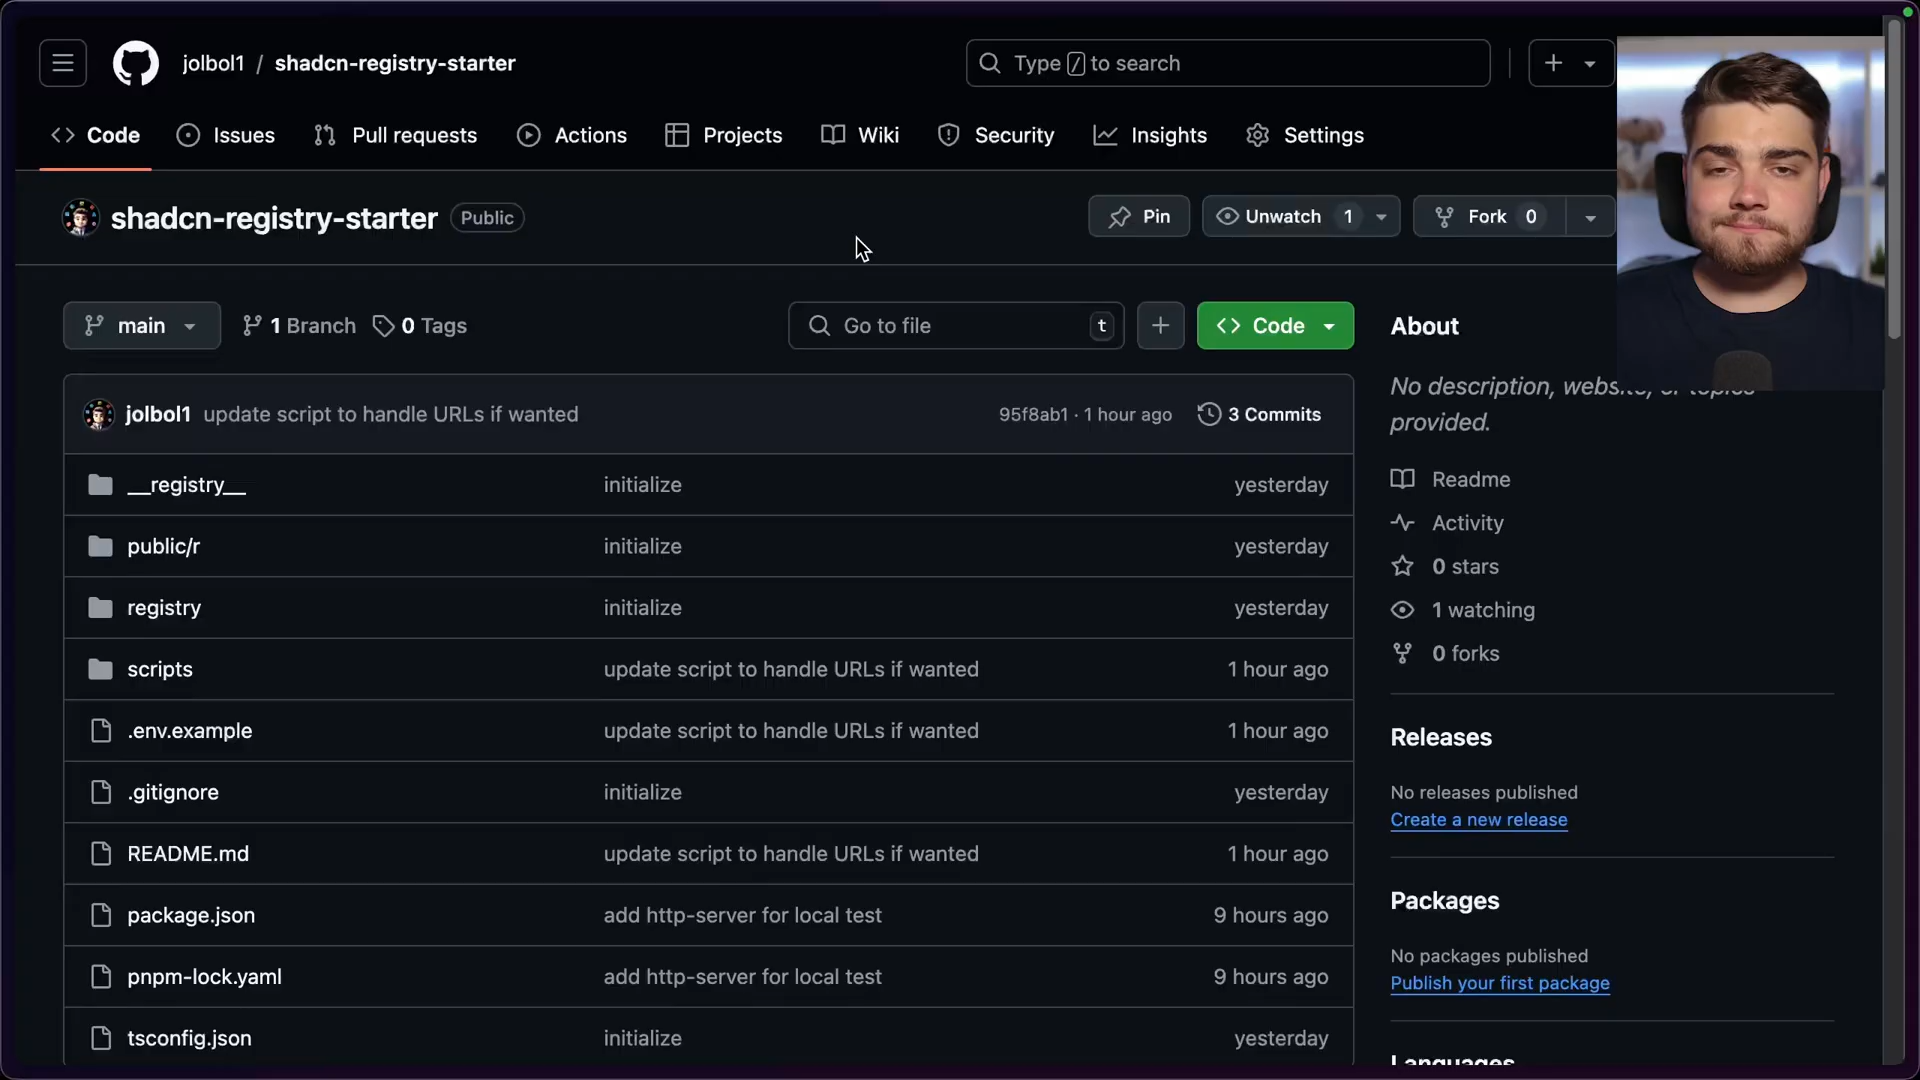 jolbol1 / shadcn-registry-starter
Type / to search
Code Issues Pull requests Actions Projects Wiki Security Insights Settings
shadcn-registry-starter Public
Pin Unwatch 1 Fork 0
main 1 Branch 0 Tags
Go to file t
Code
jolbol1 update script to handle URLs if wanted 95f8ab1 · 1 hour ago 3 Commits
__registry__ initialize yesterday
public/r initialize yesterday
registry initialize yesterday
scripts update script to handle URLs if wanted 1 hour ago
.env.example update script to handle URLs if wanted 1 hour ago
.gitignore initialize yesterday
README.md update script to handle URLs if wanted 1 hour ago
package.json add http-server for local test 9 hours ago
pnpm-lock.yaml add http-server for local test 9 hours ago
tsconfig.json initialize yesterday
About
No description, website, or topics
provided.
Readme
Activity
0 stars
1 watching
0 forks
Releases
No releases published
Create a new release
Packages
No packages published
Publish your first package
Languages